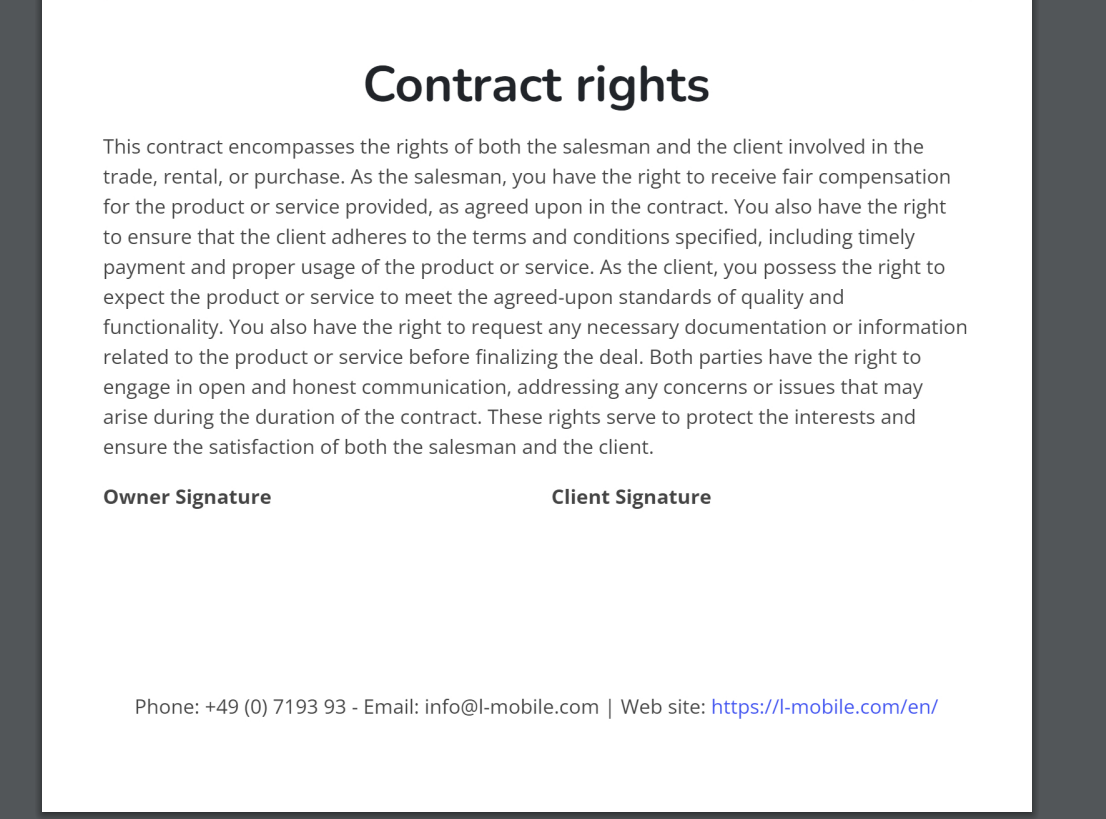 Contract rights
This contract encompasses the rights of both the salesman and the client involved in the
trade, rental, or purchase. As the salesman, you have the right to receive fair compensation
for the product or service provided, as agreed upon in the contract. You also have the right
to ensure that the client adheres to the terms and conditions specified, including timely
payment and proper usage of the product or service. As the client, you possess the right to
expect the product or service to meet the agreed-upon standards of quality and
functionality. You also have the right to request any necessary documentation or information
related to the product or service before finalizing the deal. Both parties have the right to
engage in open and honest communication, addressing any concerns or issues that may
arise during the duration of the contract. These rights serve to protect the interests and
ensure the satisfaction of both the salesman and the client.
Owner Signature Client Signature
Phone: +49 (0) 7193 93 - Email: info@l-mobile.com | Web site: https://l-mobile.com/en/